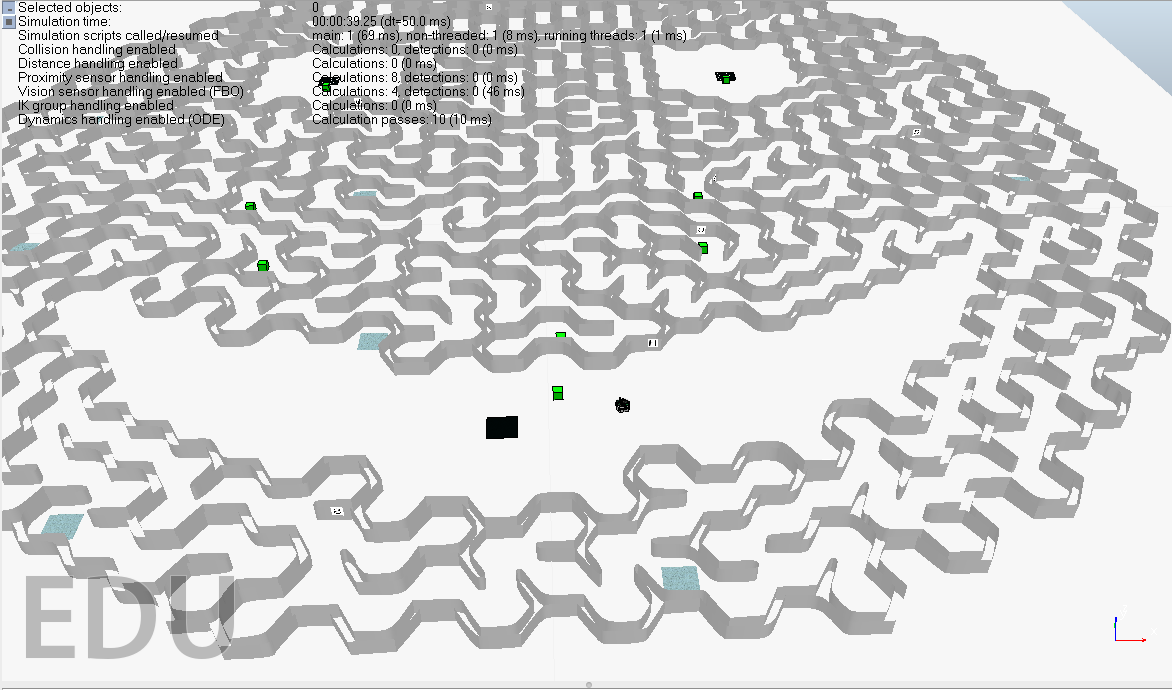 Selected objects: 0
Simulation time: 00:00:39.25 (dt=50.0 ms)
Simulation scripts called/resumed main: 1 (69 ms), non-threaded: 1 (8 ms), running threads: 1 (1 ms)
Collision handling enabled Calculations: 0, detections: 0 (0 ms)
Distance handling enabled Calculations: 0 (0 ms)
Proximity sensor handling enabled Calculations: 8, detections: 0 (0 ms)
Vision sensor handling enabled (FBO) Calculations: 4, detections: 0 (46 ms)
IK group handling enabled Calculations: 0 (0 ms)
Dynamics handling enabled (ODE) Calculation passes: 10 (10 ms)
EDU